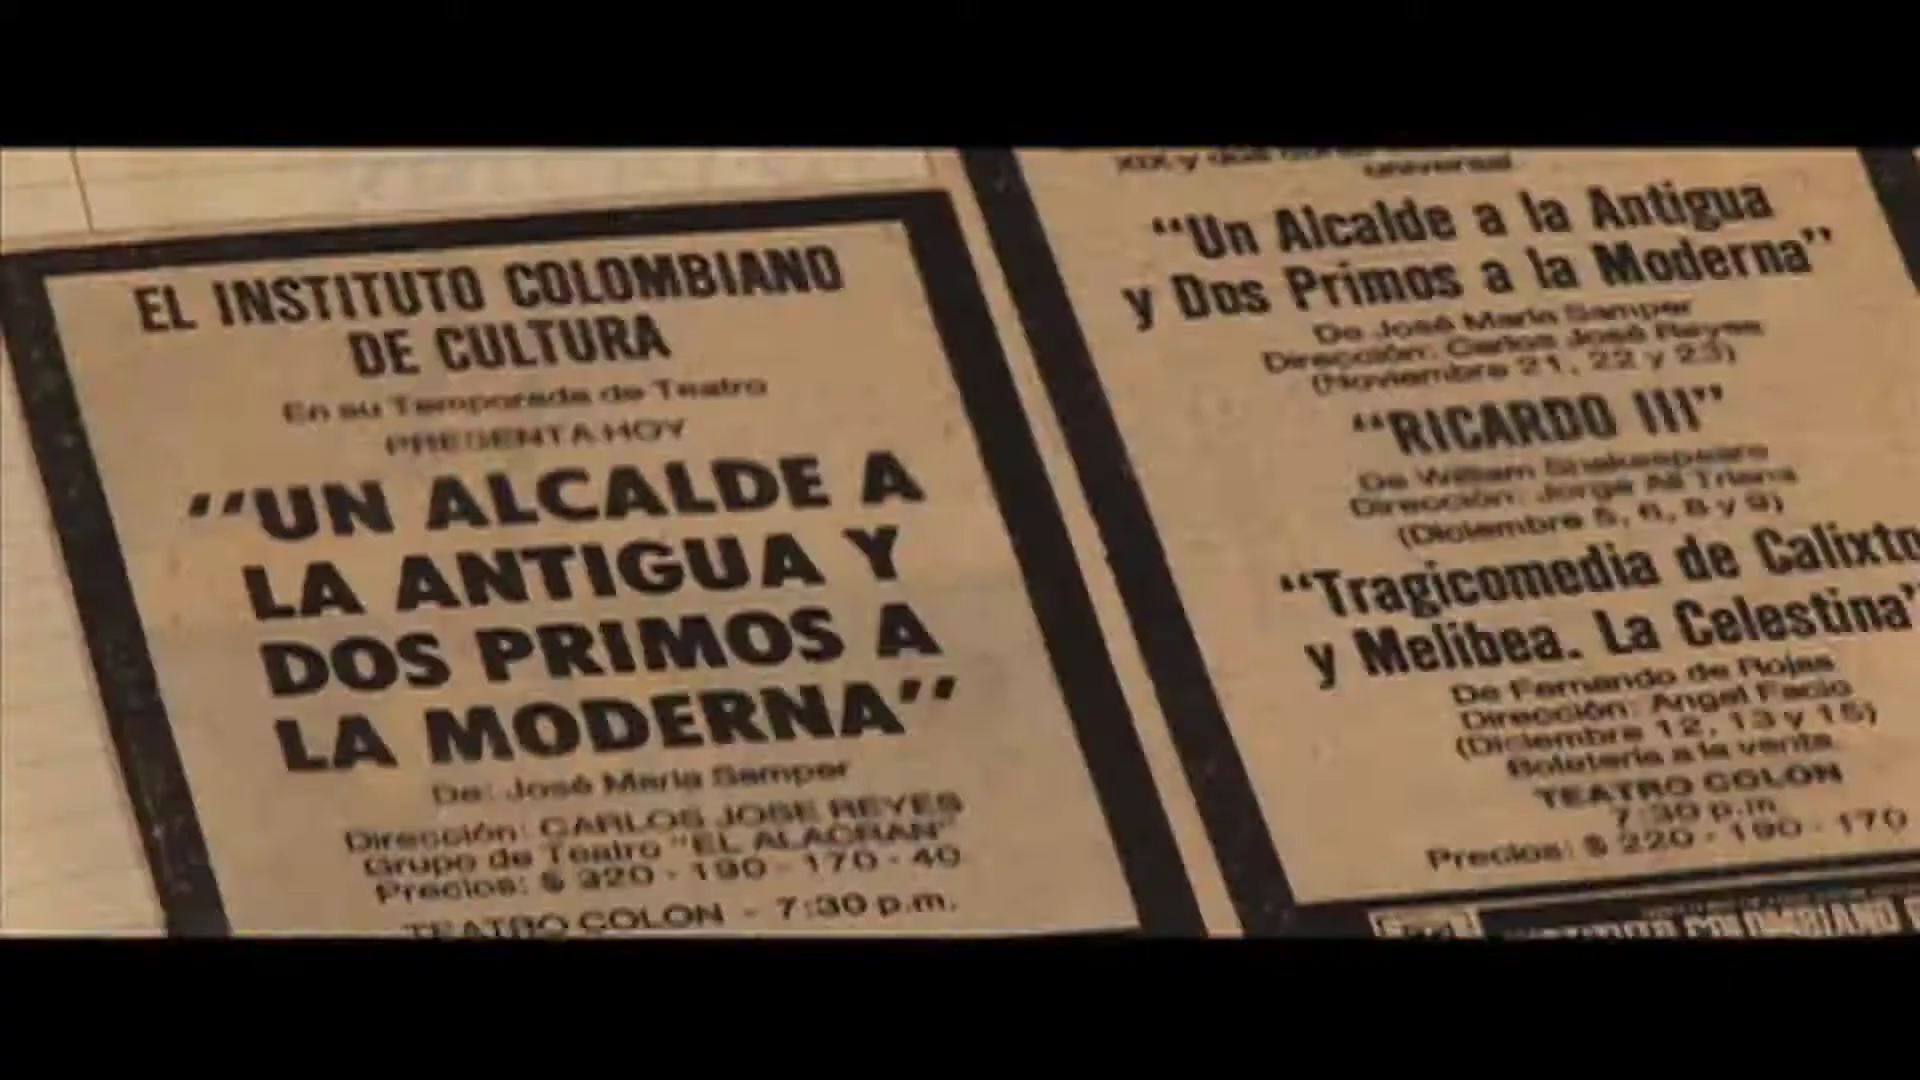 EL INSTITUTO COLOMBIANO
DE CULTURA
En su Temporada de Teatro
PRESENTA HOY
"UN ALCALDE A
LA ANTIGUA Y
DOS PRIMOS A
LA MODERNA"
De: José María Samper
Dirección: CARLOS JOSE REYES
Grupo de Teatro "EL ALACRAN"
Precios: $ 320 - 190 - 170 - 40
TEATRO COLON - 7:30 p.m.
XIX y dos
universal.
"Un Alcalde a la Antigua
y Dos Primos a la Moderna"
De José María Samper
Dirección: Carlos José Reyes
(Noviembre 21, 22 y 23)
"RICARDO III"
De William Shakespeare
Dirección: Jorge Alí Triana
(Diciembre 5, 6, 8 y 9)
"Tragicomedia de Calixto
y Melibea. La Celestina"
De Fernando de Rojas
Dirección: Angel Facio
(Diciembre 12, 13 y 15)
Boletería a la venta.
TEATRO COLON
7:30 p.m.
Precios: $ 220 - 190 - 170
COLOMBIANO